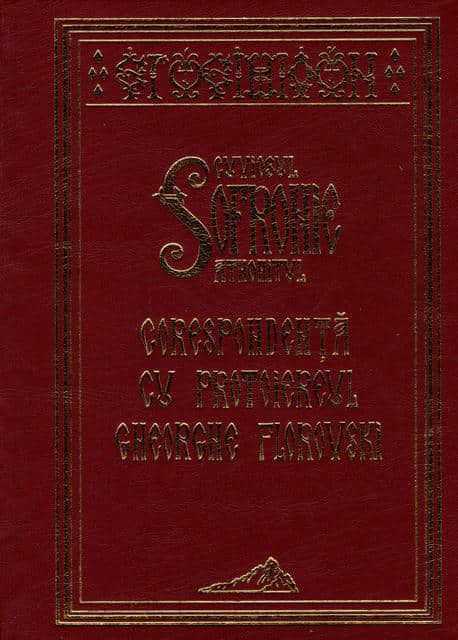 CUVIOSUL
SOFRONIE
ATHONITUL
CORESPONDENȚĂ
CU PROTOIEREUL
GHEORGHE FLOROVSKI